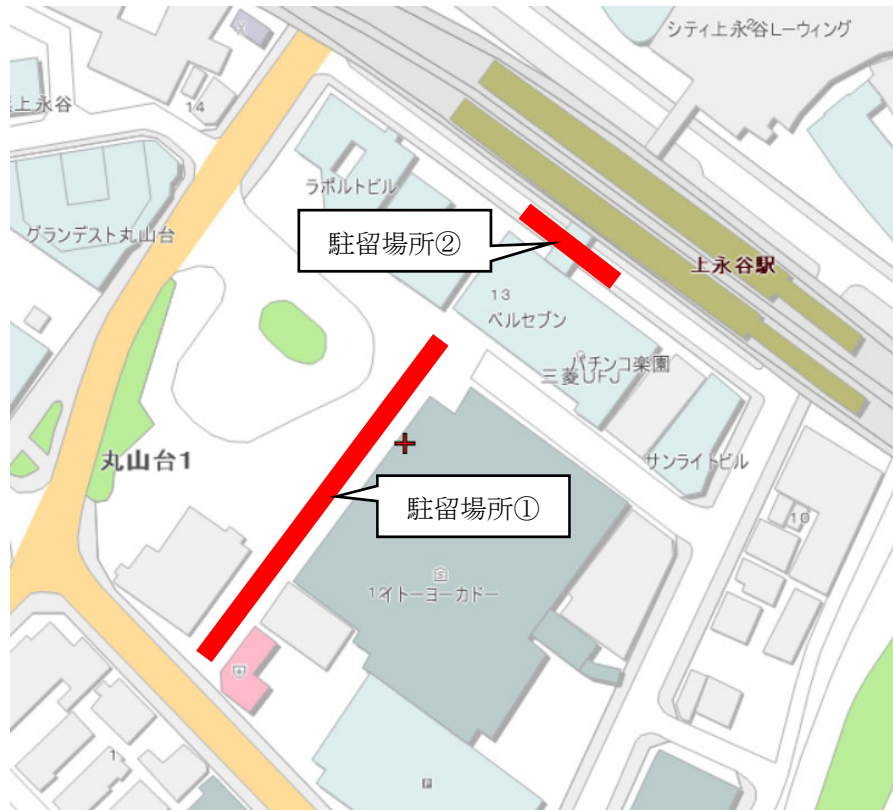 シティ上永谷Lーウィング
2
上永谷
14
ラポルトビル
グランデスト丸山台
駐留場所②
上永谷駅
13
ベルセブン
パチンコ楽園
三菱UFJ
丸山台1
サンライトビル
駐留場所①
10
12
イトーヨーカドー
1
P